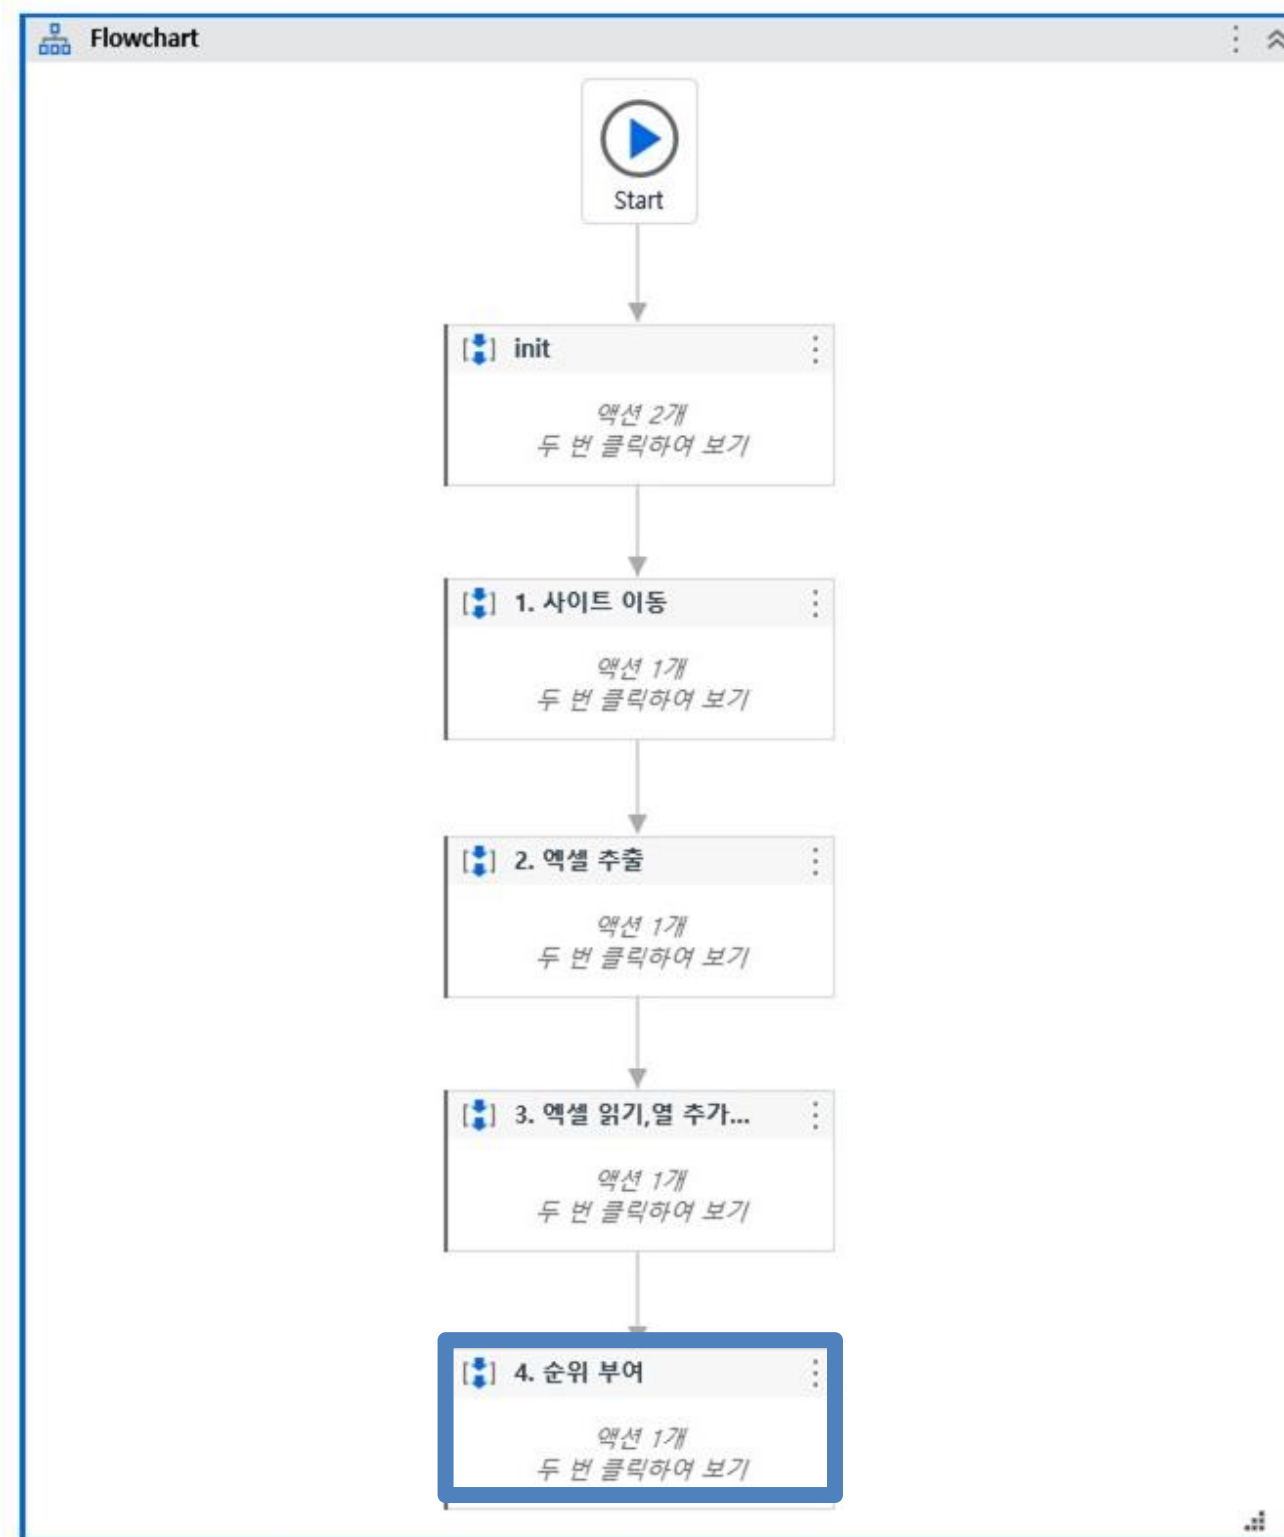 Flowchart
Start
init
액션 2개
두 번 클릭하여 보기
1. 사이트 이동
액션 1개
두 번 클릭하여 보기
2. 엑셀 추출
액션 1개
두 번 클릭하여 보기
3. 엑셀 읽기,열 추가...
액션 1개
두 번 클릭하여 보기
4. 순위 부여
액션 1개
두 번 클릭하여 보기